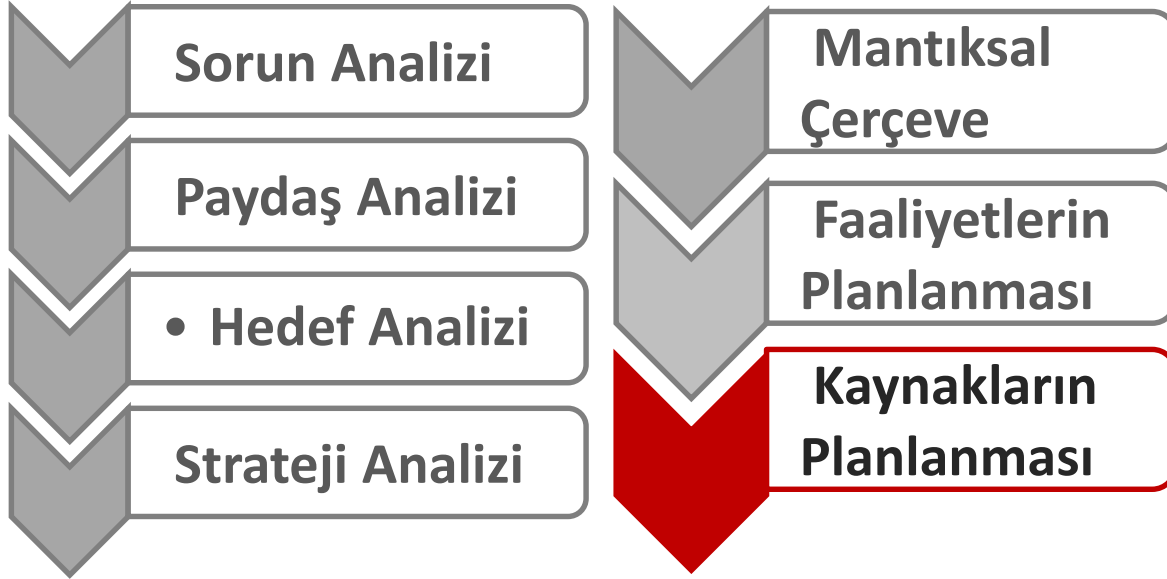 Sorun Analizi
Paydaş Analizi
• Hedef Analizi
Strateji Analizi
Mantıksal
Çerçeve
Faaliyetlerin
Planlanması
Kaynakların
Planlanması